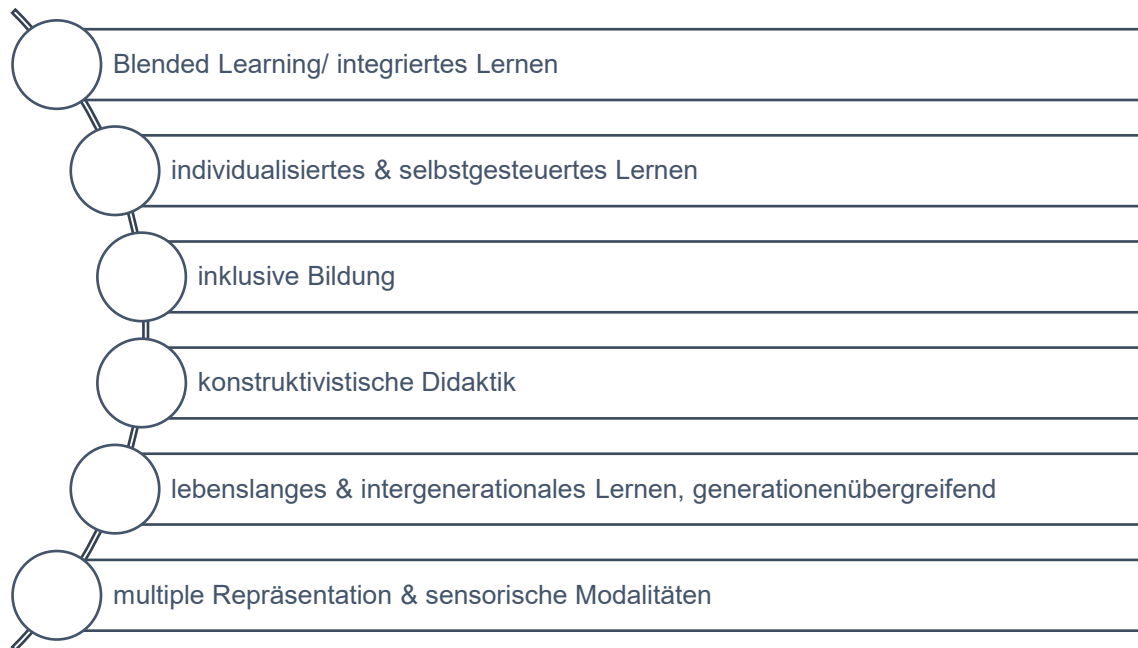 Blended Learning/ integriertes Lernen
individualisiertes & selbstgesteuertes Lernen
inklusive Bildung
konstruktivistische Didaktik
lebenslanges & intergenerationales Lernen, generationenübergreifend
multiple Repräsentation & sensorische Modalitäten